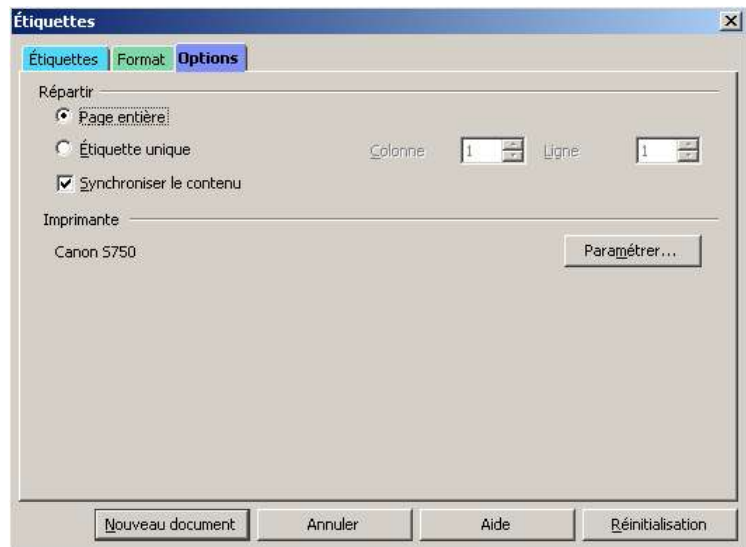 Étiquettes
Étiquettes Format Options
Répartir
Page entière
Étiquette unique Colonne 1 Ligne 1
Synchroniser le contenu
Imprimante
Canon S750 Paramétrer...
Nouveau document Annuler Aide Réinitialisation